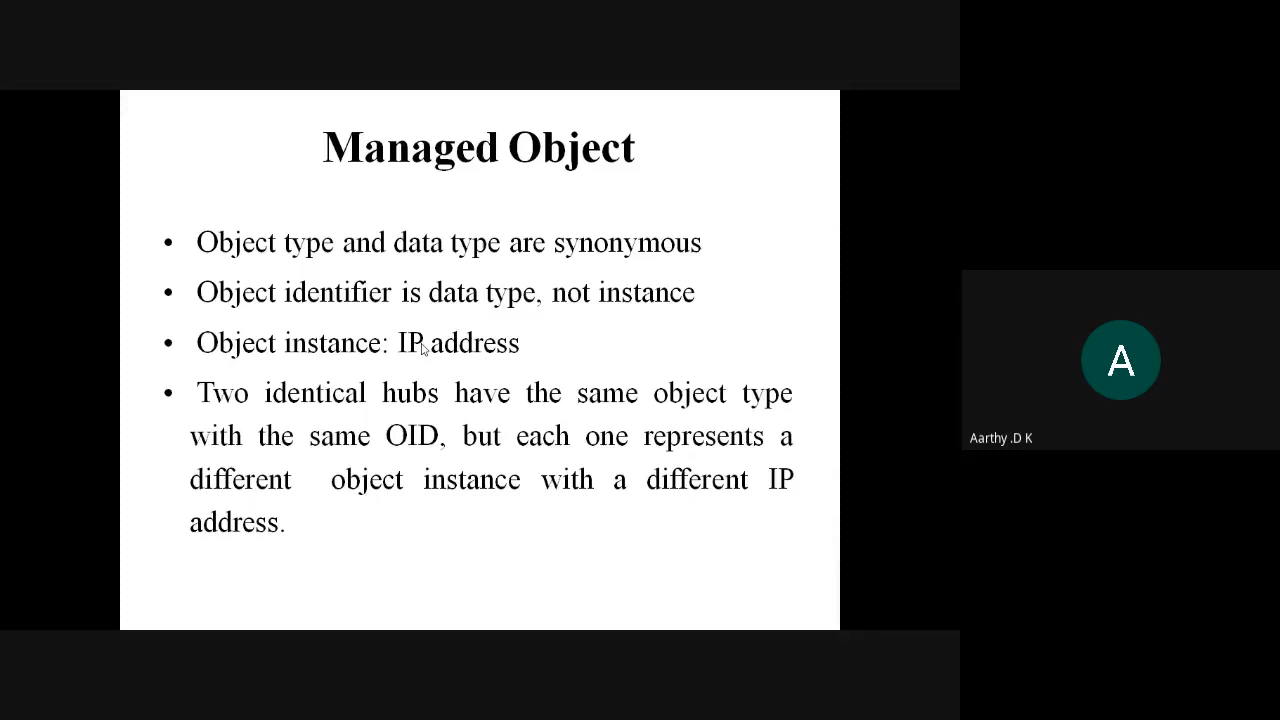 Managed Object
• Object type and data type are synonymous
• Object identifier is data type, not instance
• Object instance: IP address
• Two identical hubs have the same object type
with the same OID, but each one represents a
different object instance with a different IP
address.
A
Aarthy .D K